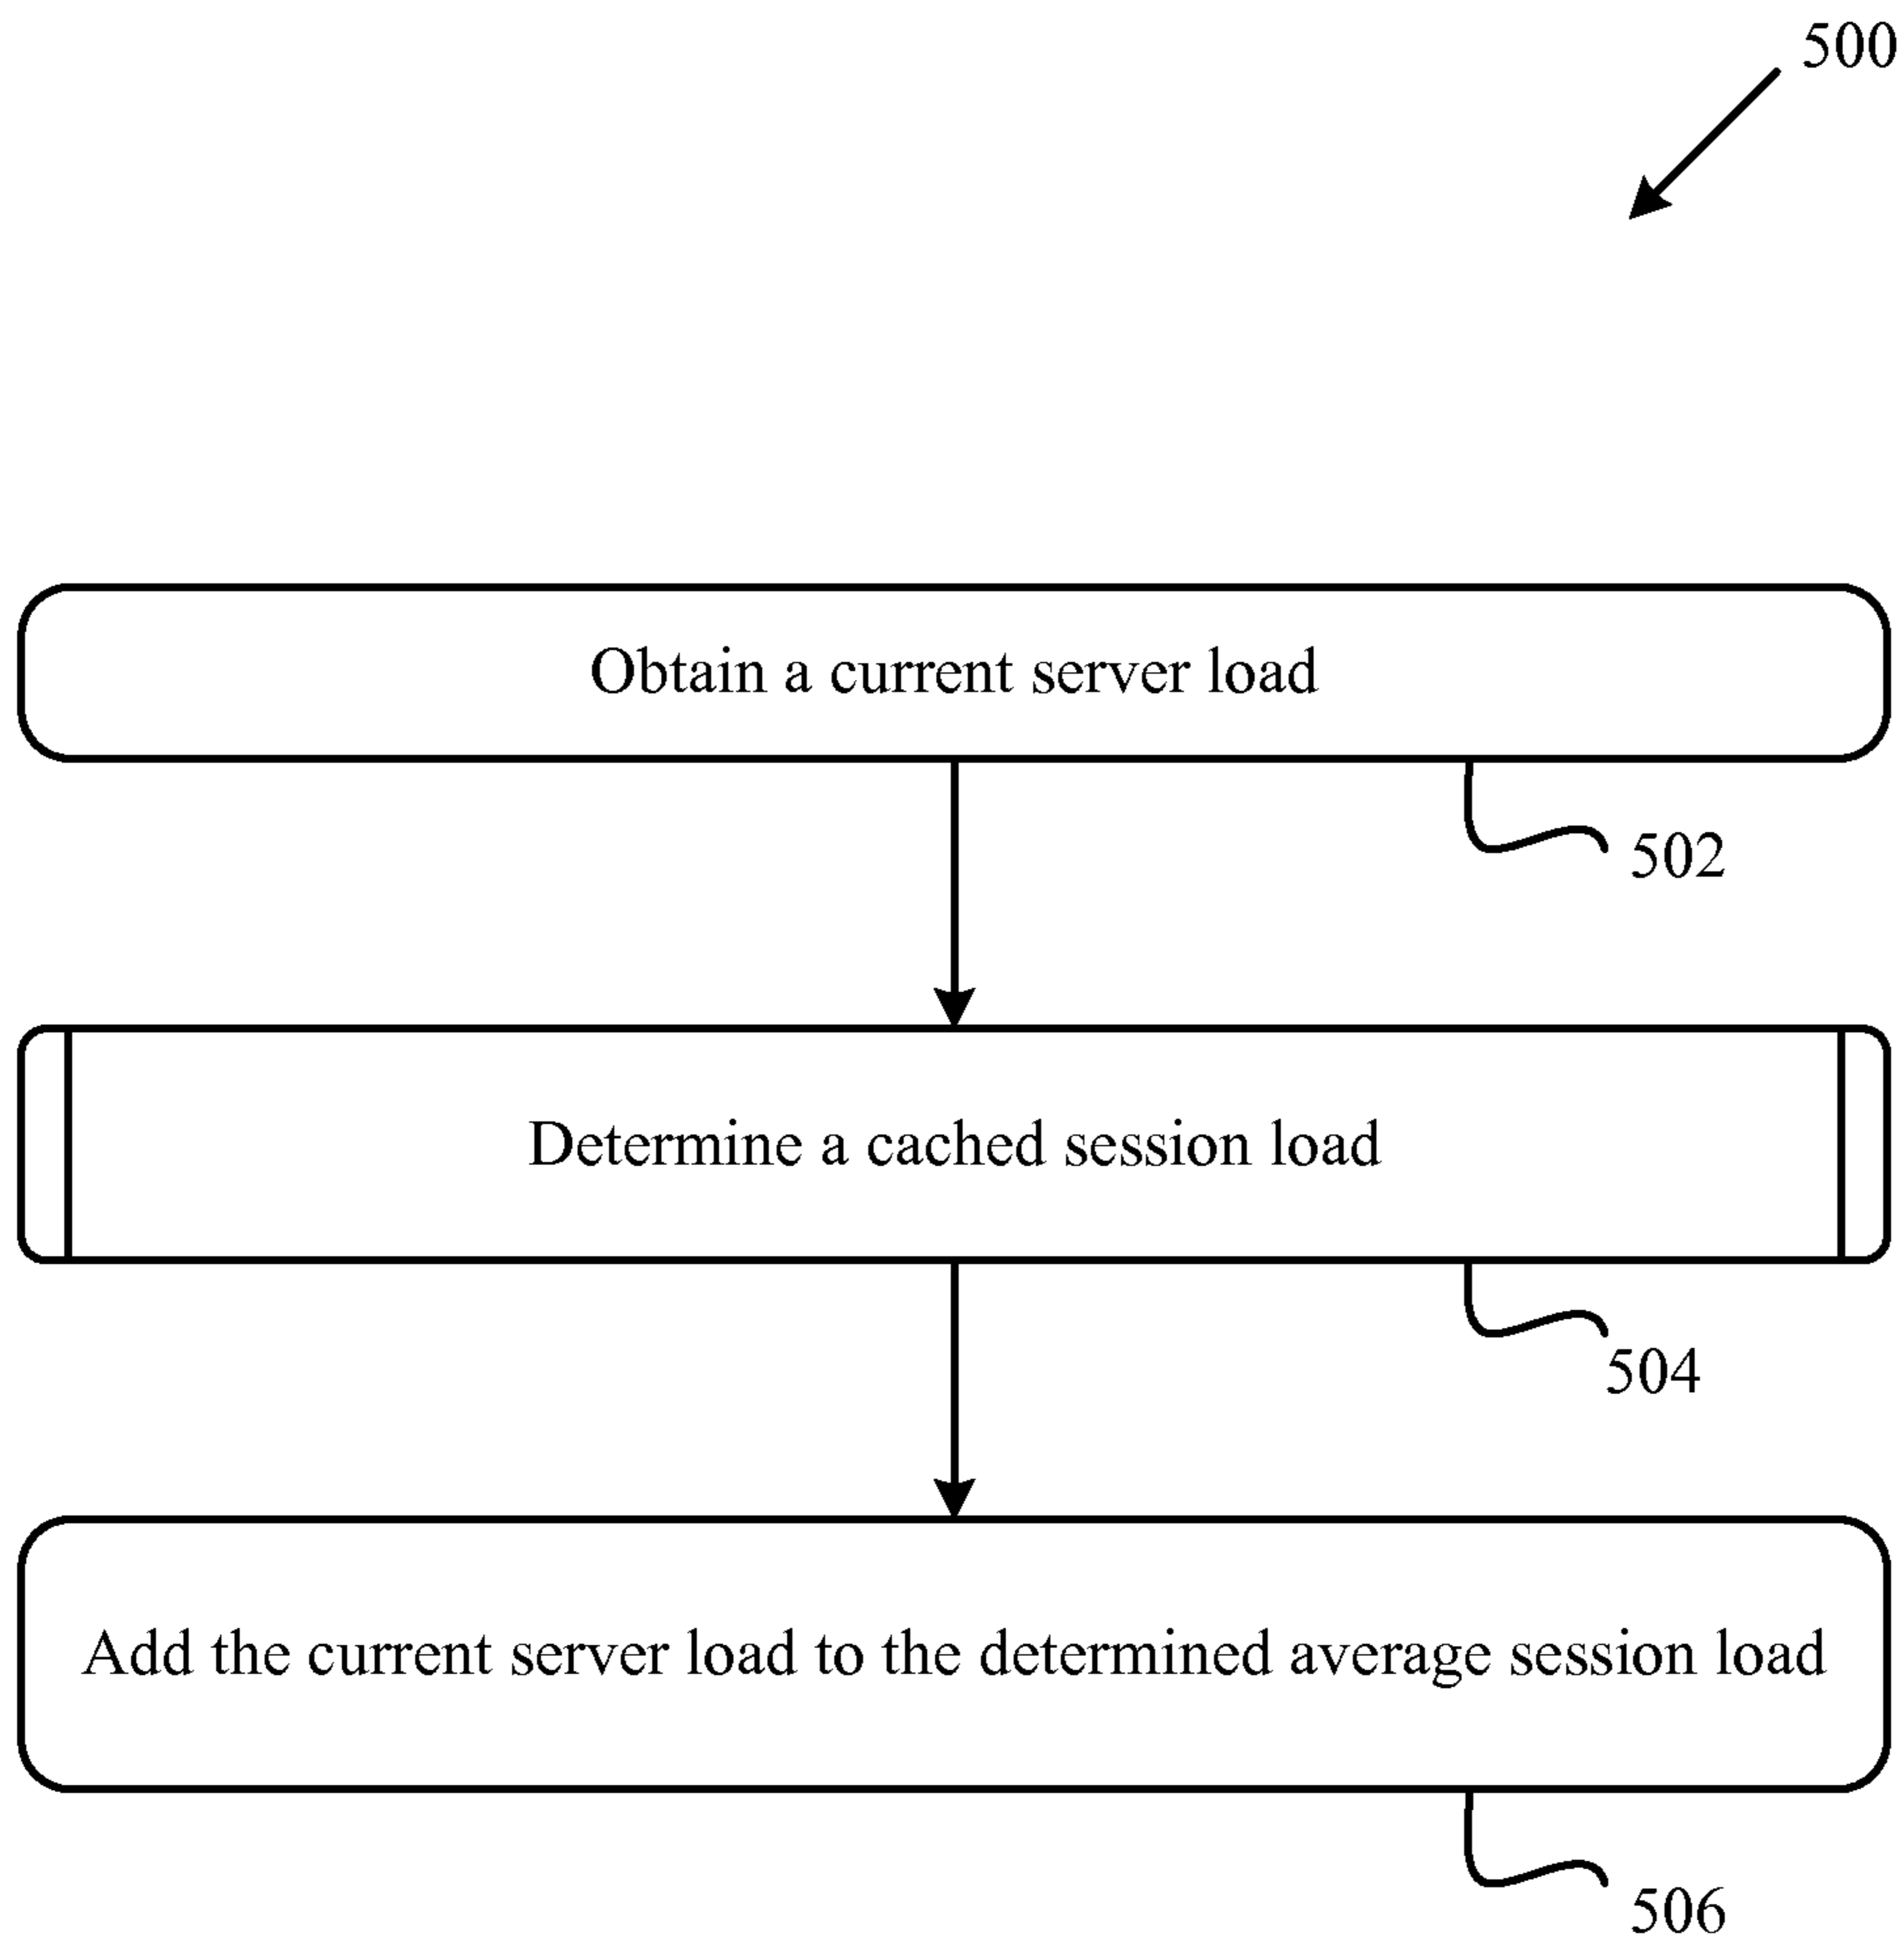 500
Obtain a current server load
502
Determine a cached session load
504
Add the current server load to the determined average session load
506